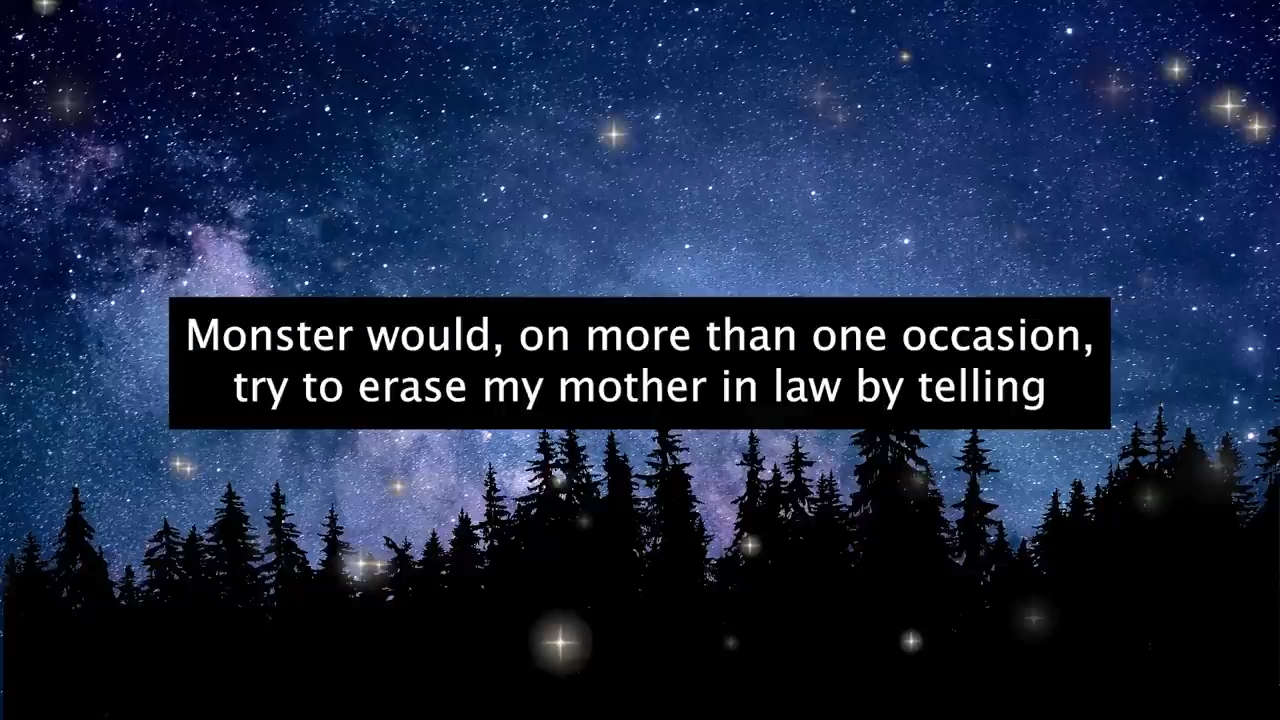 Monster would, on more than one occasion,
try to erase my mother in law by telling